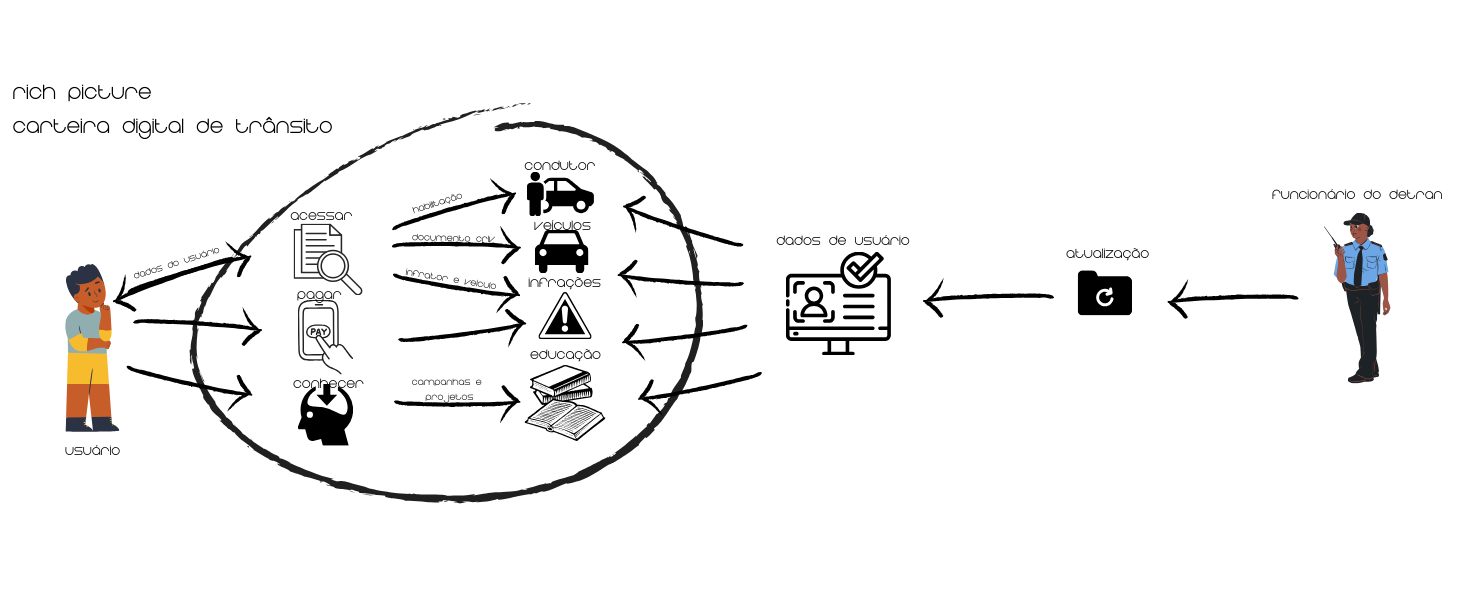 rich picture
carteira digital de trânsito
condutor
habilitação
acessar
veículos
documento crlv
dados do usuário
infrator e veículo
infrações
pagar
PAY
educação
conhecer
campanhas e
projetos
usuário
dados de usuário
atualização
funcionário do detran